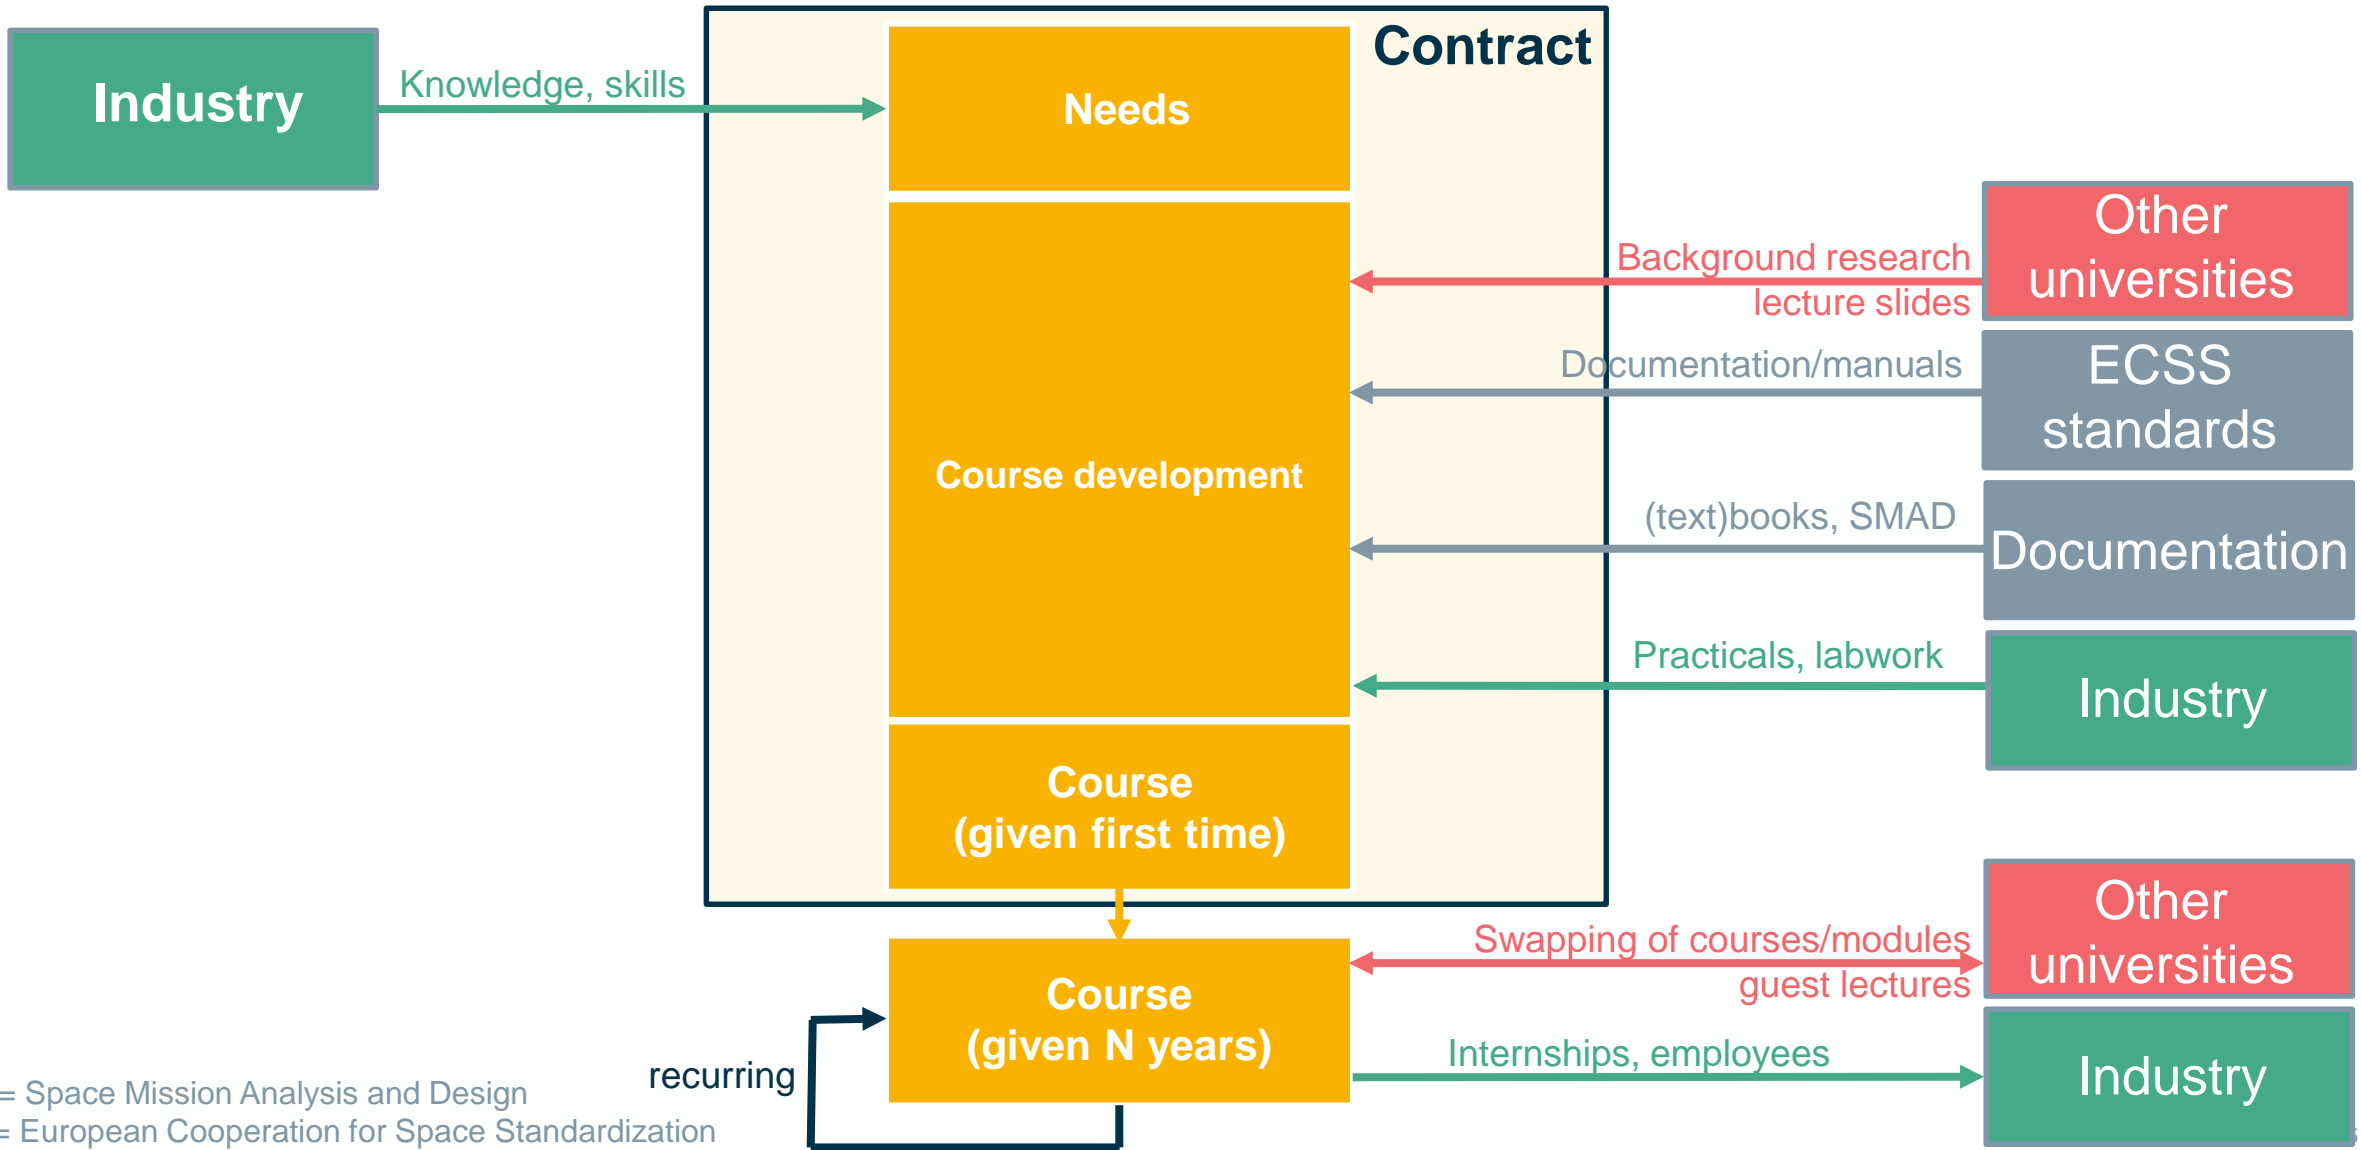 Contract
Industry
Knowledge, skills
Needs
Other
universities
Background research
lecture slides
ECSS
standards
Documentation/manuals
Course development
(text)books, SMAD
Documentation
Practicals, labwork
Industry
Course
(given first time)
Other
universities
Swapping of courses/modules
guest lectures
Course
(given N years)
Internships, employees
Industry
recurring
= Space Mission Analysis and Design
= European Cooperation for Space Standardization